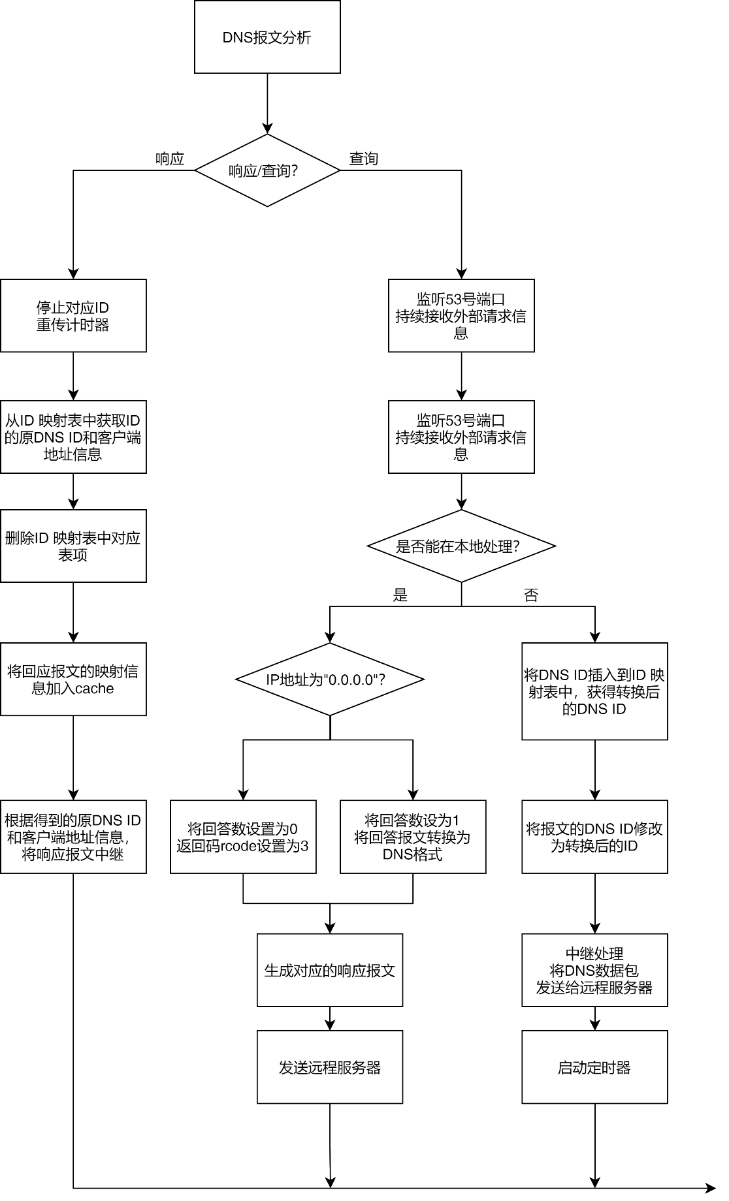 DNS报文分析
响应
响应/查询?
查询
停止对应ID
重传计时器
监听53号端口
持续接收外部请求信
息
从ID 映射表中获取ID
的原DNS ID和客户端
地址信息
监听53号端口
持续接收外部请求信
息
删除ID 映射表中对应
表项
是否能在本地处理?
是
否
将回应报文的映射信
息加入cache
IP地址为"0.0.0.0"?
将DNS ID插入到ID 映
射表中，获得转换后
的DNS ID
根据得到的原DNS ID
和客户端地址信息，
将响应报文中继
将回答数设置为0
返回码rcode设置为3
将回答数设为1
将回答报文转换为
DNS格式
将报文的DNS ID修改
为转换后的ID
生成对应的响应报文
中继处理
将DNS数据包
发送给远程服务器
发送远程服务器
启动定时器